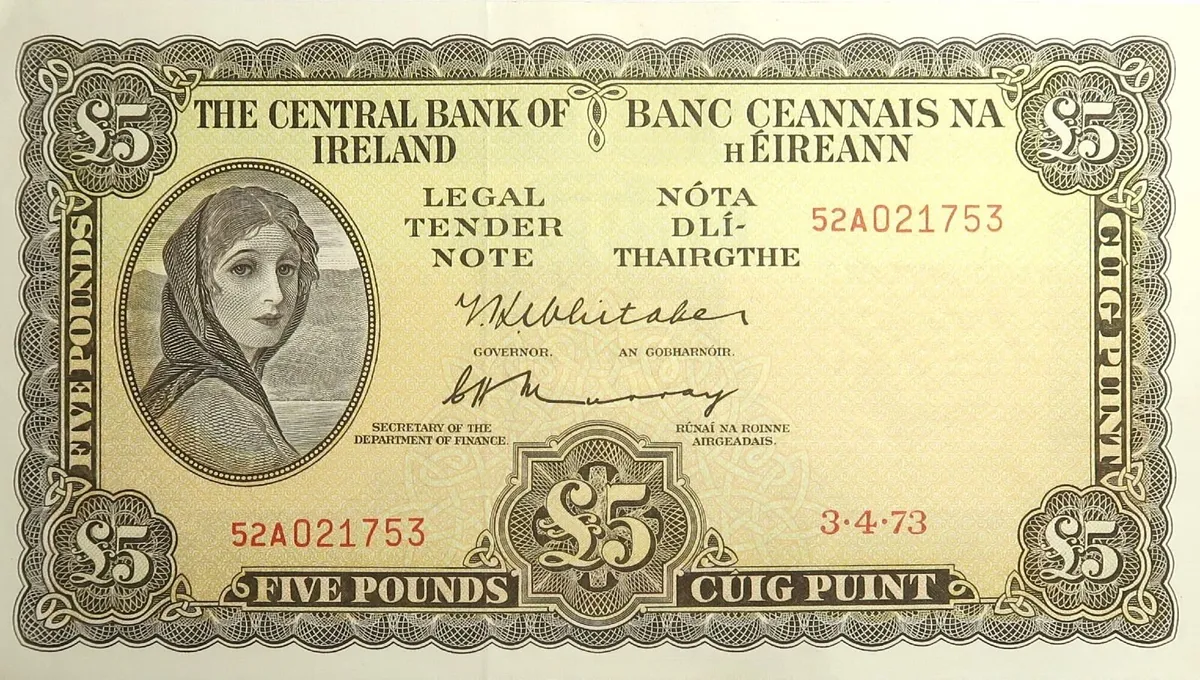 £5
£5
THE CENTRAL BANK OF
IRELAND
BANC CEANNAIS NA
hÉIREANN
LEGAL
TENDER
NOTE
NÓTA
DLÍ-
THAIRGTHE
52A021753
FIVE POUNDS
CÚIG PUINT
T.K. Whitaker
GOVERNOR. AN GOBHARNÓIR.
C H Murray
SECRETARY OF THE
DEPARTMENT OF FINANCE.
RÚNAÍ NA ROINNE
AIRGEADAIS.
52A021753
£5
3·4·73
£5
£5
FIVE POUNDS
CÚIG PUINT